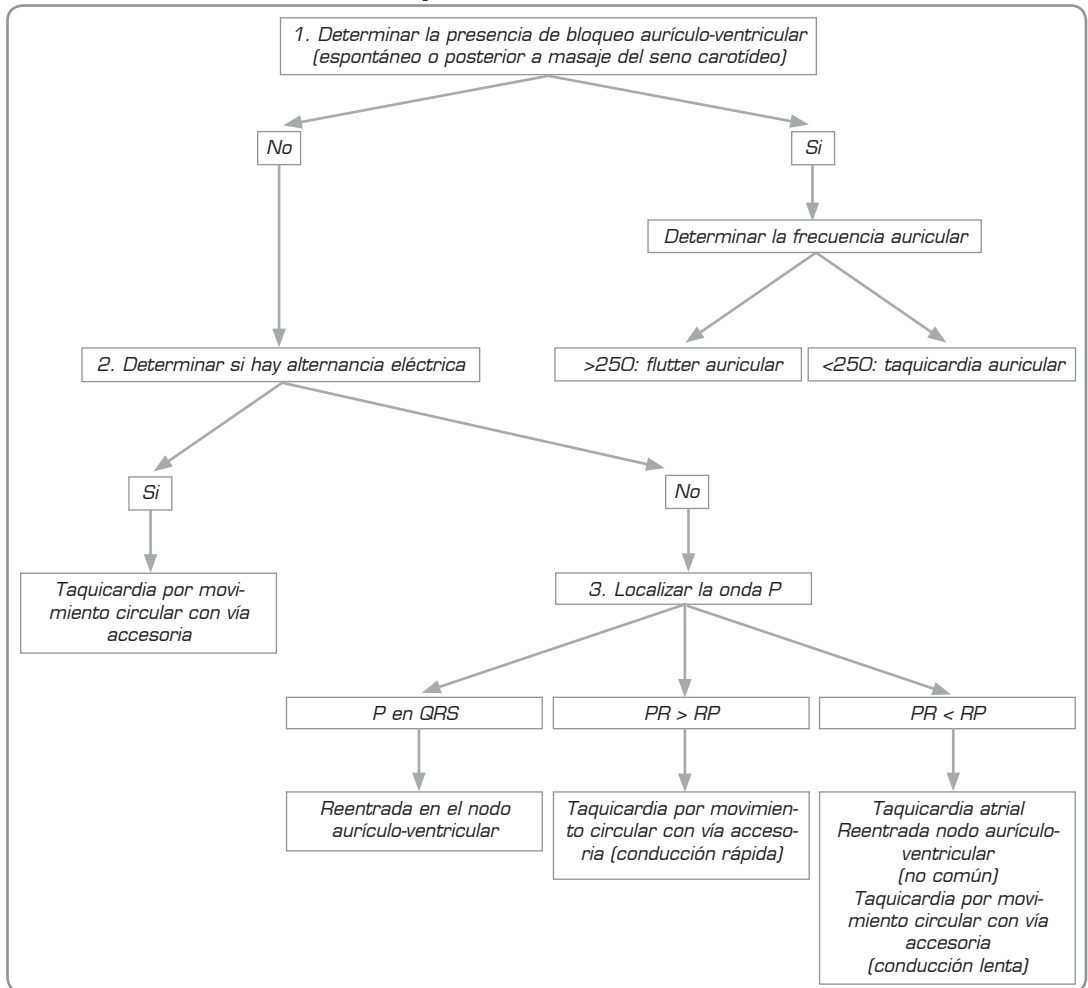 1. Determinar la presencia de bloqueo aurículo-ventricular
(espontáneo o posterior a masaje del seno carotídeo)
No
Si
Determinar la frecuencia auricular
2. Determinar si hay alternancia eléctrica
>250: flutter auricular
<250: taquicardia auricular
Si
No
Taquicardia por movi-
miento circular con vía
accesoria
3. Localizar la onda P
P en QRS
PR > RP
PR < RP
Reentrada en el nodo
aurículo-ventricular
Taquicardia por movimien-
to circular con vía acceso-
ria (conducción rápida)
Taquicardia atrial
Reentrada nodo aurículo-
ventricular
(no común)
Taquicardia por movi-
miento circular con vía
accesoria
(conducción lenta)